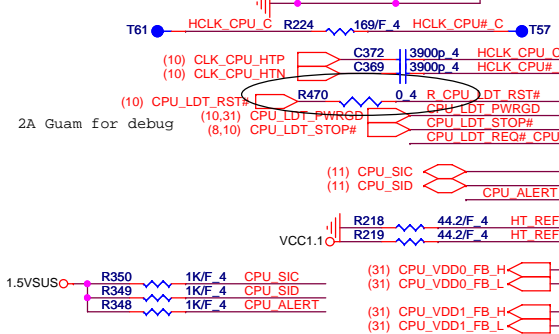 T61 HCLK_CPU_C R224 169/F_4 HCLK_CPU#_C T57
(10) CLK_CPU_HTP C372 3900p_4 HCLK_CPU_C
(10) CLK_CPU_HTN C369 3900p_4 HCLK_CPU#_
(10) CPU_LDT_RST# R470 0_4 R_CPU_LDT_RST#
2A Guam for debug
(10,31) CPU_LDT_PWRGD CPU_LDT_PWRGD
(8,10) CPU_LDT_STOP# CPU_LDT_STOP#
CPU_LDT_REQ#_CPU
(11) CPU_SIC
(11) CPU_SID
CPU_ALERT
R218 44.2/F_4 HT_REF
VCC1.1 R219 44.2/F_4 HT_REF
1.5VSUS R350 1K/F_4 CPU_SIC
R349 1K/F_4 CPU_SID
R348 1K/F_4 CPU_ALERT
(31) CPU_VDD0_FB_H
(31) CPU_VDD0_FB_L
(31) CPU_VDD1_FB_H
(31) CPU_VDD1_FB_L